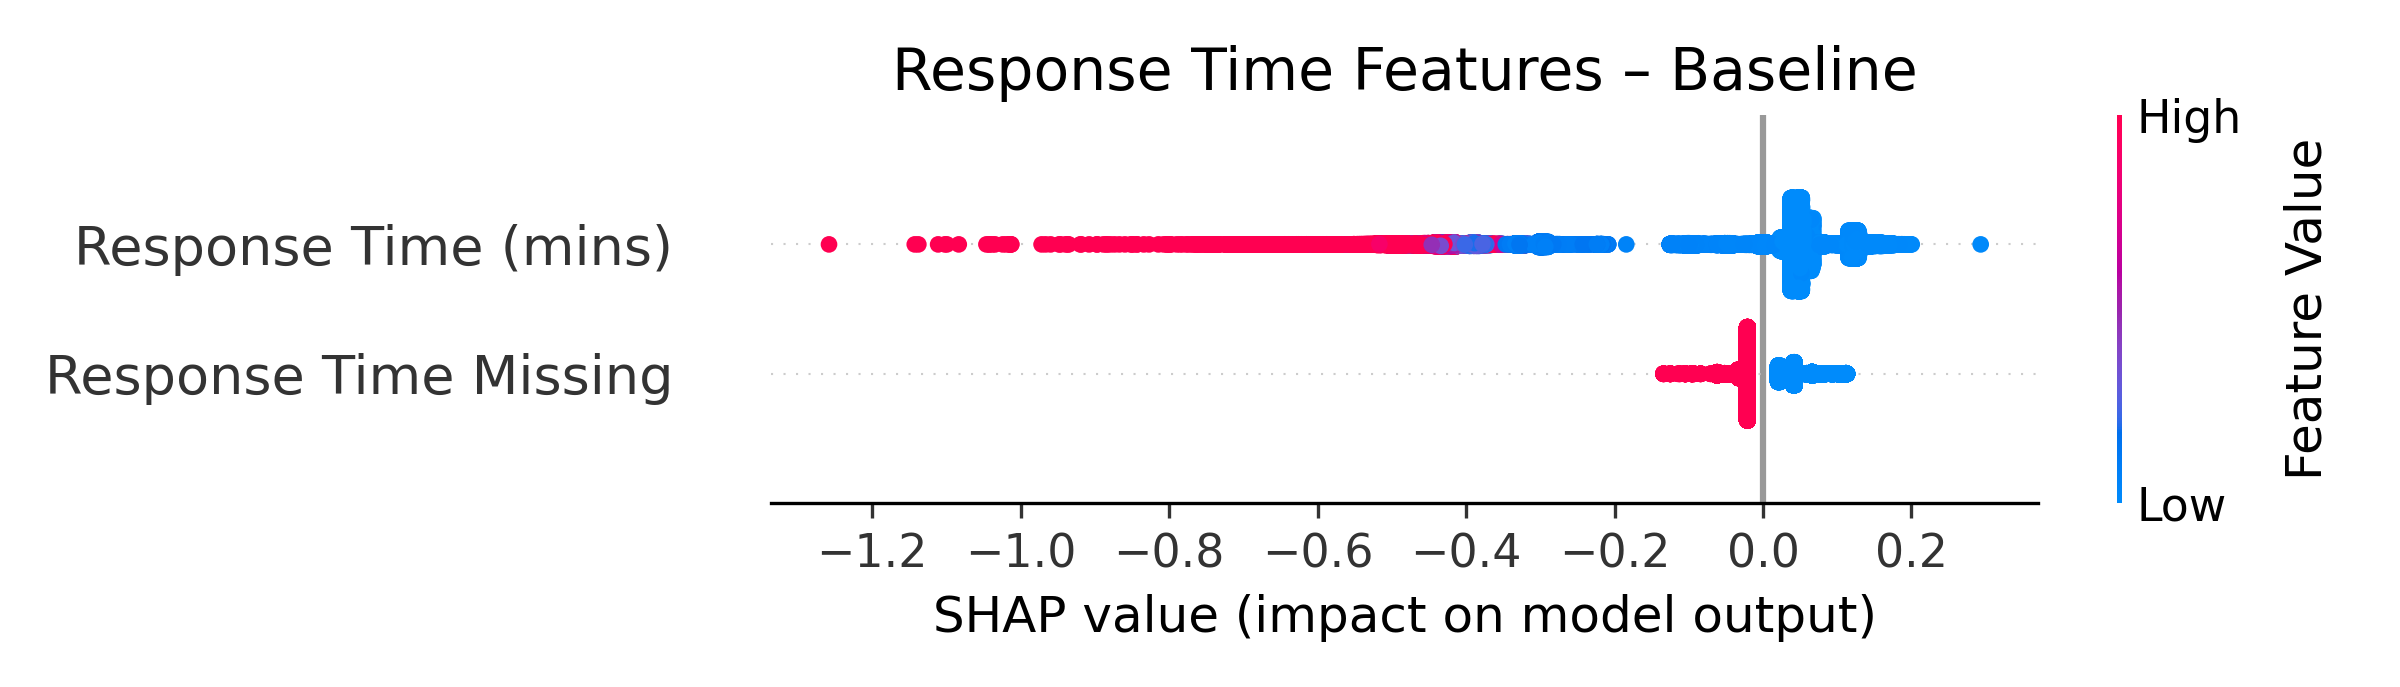 Response Time Features – Baseline
High
Response Time (mins)
Response Time Missing
Feature Value
Low
−1.2 −1.0 −0.8 −0.6 −0.4 −0.2 0.0 0.2
SHAP value (impact on model output)